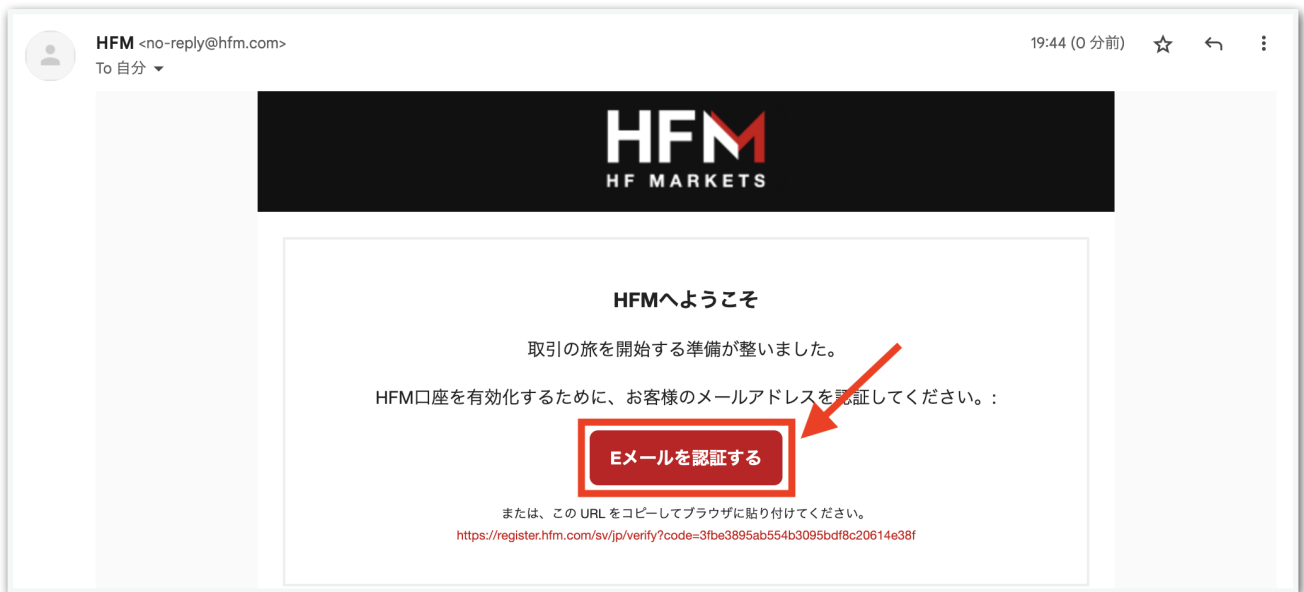 HFM <no-reply@hfm.com>
19:44 (0 分前)
To 自分
HFM
HF MARKETS
HFMへようこそ
取引の旅を開始する準備が整いました。
HFM口座を有効化するために、お客様のメールアドレスを認証してください。:
Eメールを認証する
または、この URL をコピーしてブラウザに貼り付けてください。
https://register.hfm.com/sv/jp/verify?code=3fbe3895ab554b3095bdf8c20614e38f